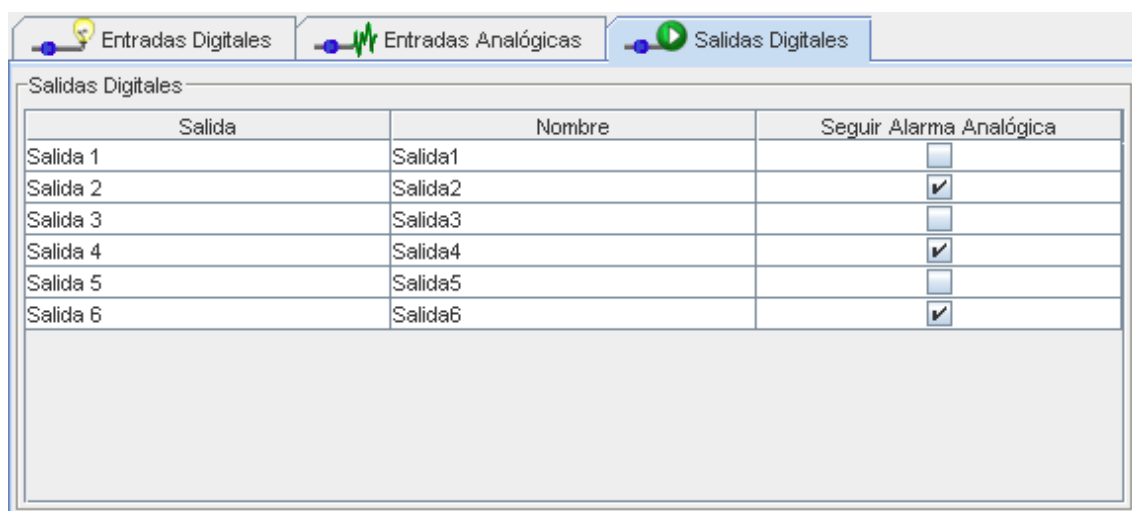 Entradas Digitales Entradas Analógicas Salidas Digitales
Salidas Digitales
Salida Nombre Seguir Alarma Analógica
Salida 1 Salida1
Salida 2 Salida2
Salida 3 Salida3
Salida 4 Salida4
Salida 5 Salida5
Salida 6 Salida6